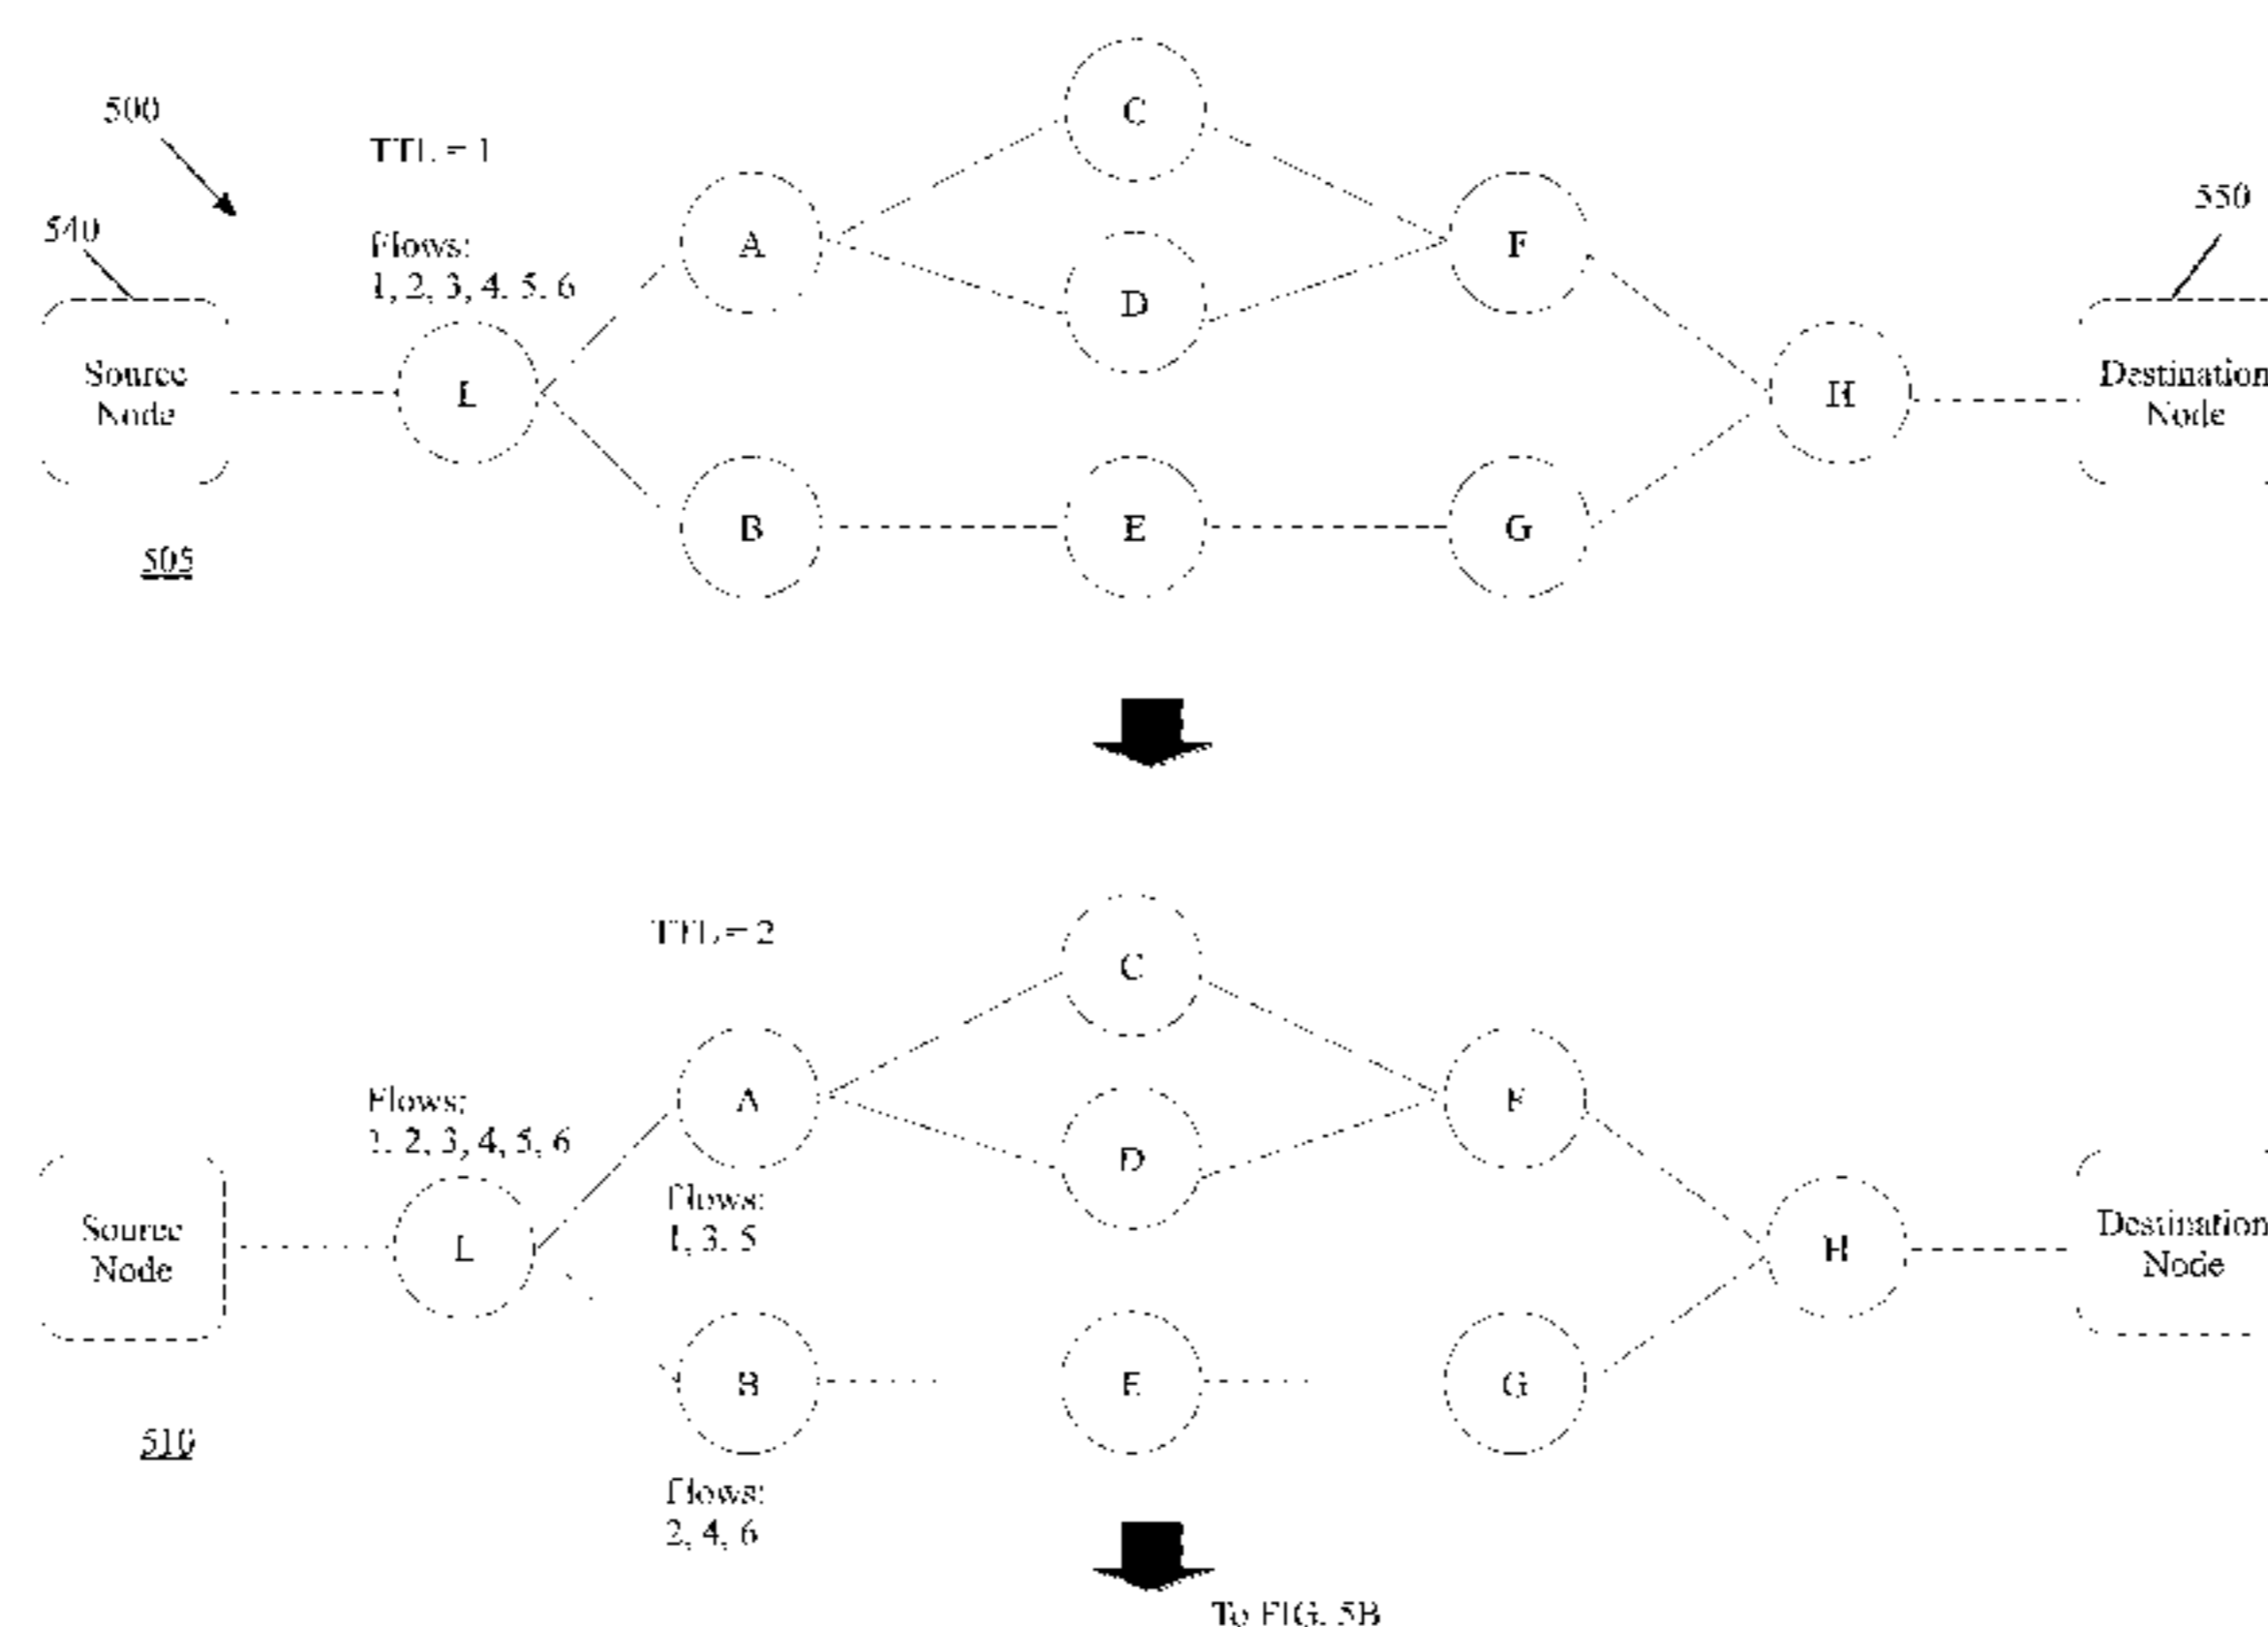 500
TTL = 1
C
540
Flows:
1, 2, 3, 4, 5, 6
A
D
F
550
Source
Node
L
H
Destination
Node
B
E
G
505
TTL = 2
C
Flows:
1, 2, 3, 4, 5, 6
A
D
F
Flows:
1, 3, 5
Source
Node
L
H
Destination
Node
B
E
G
510
Flows:
2, 4, 6
To FIG. 5B